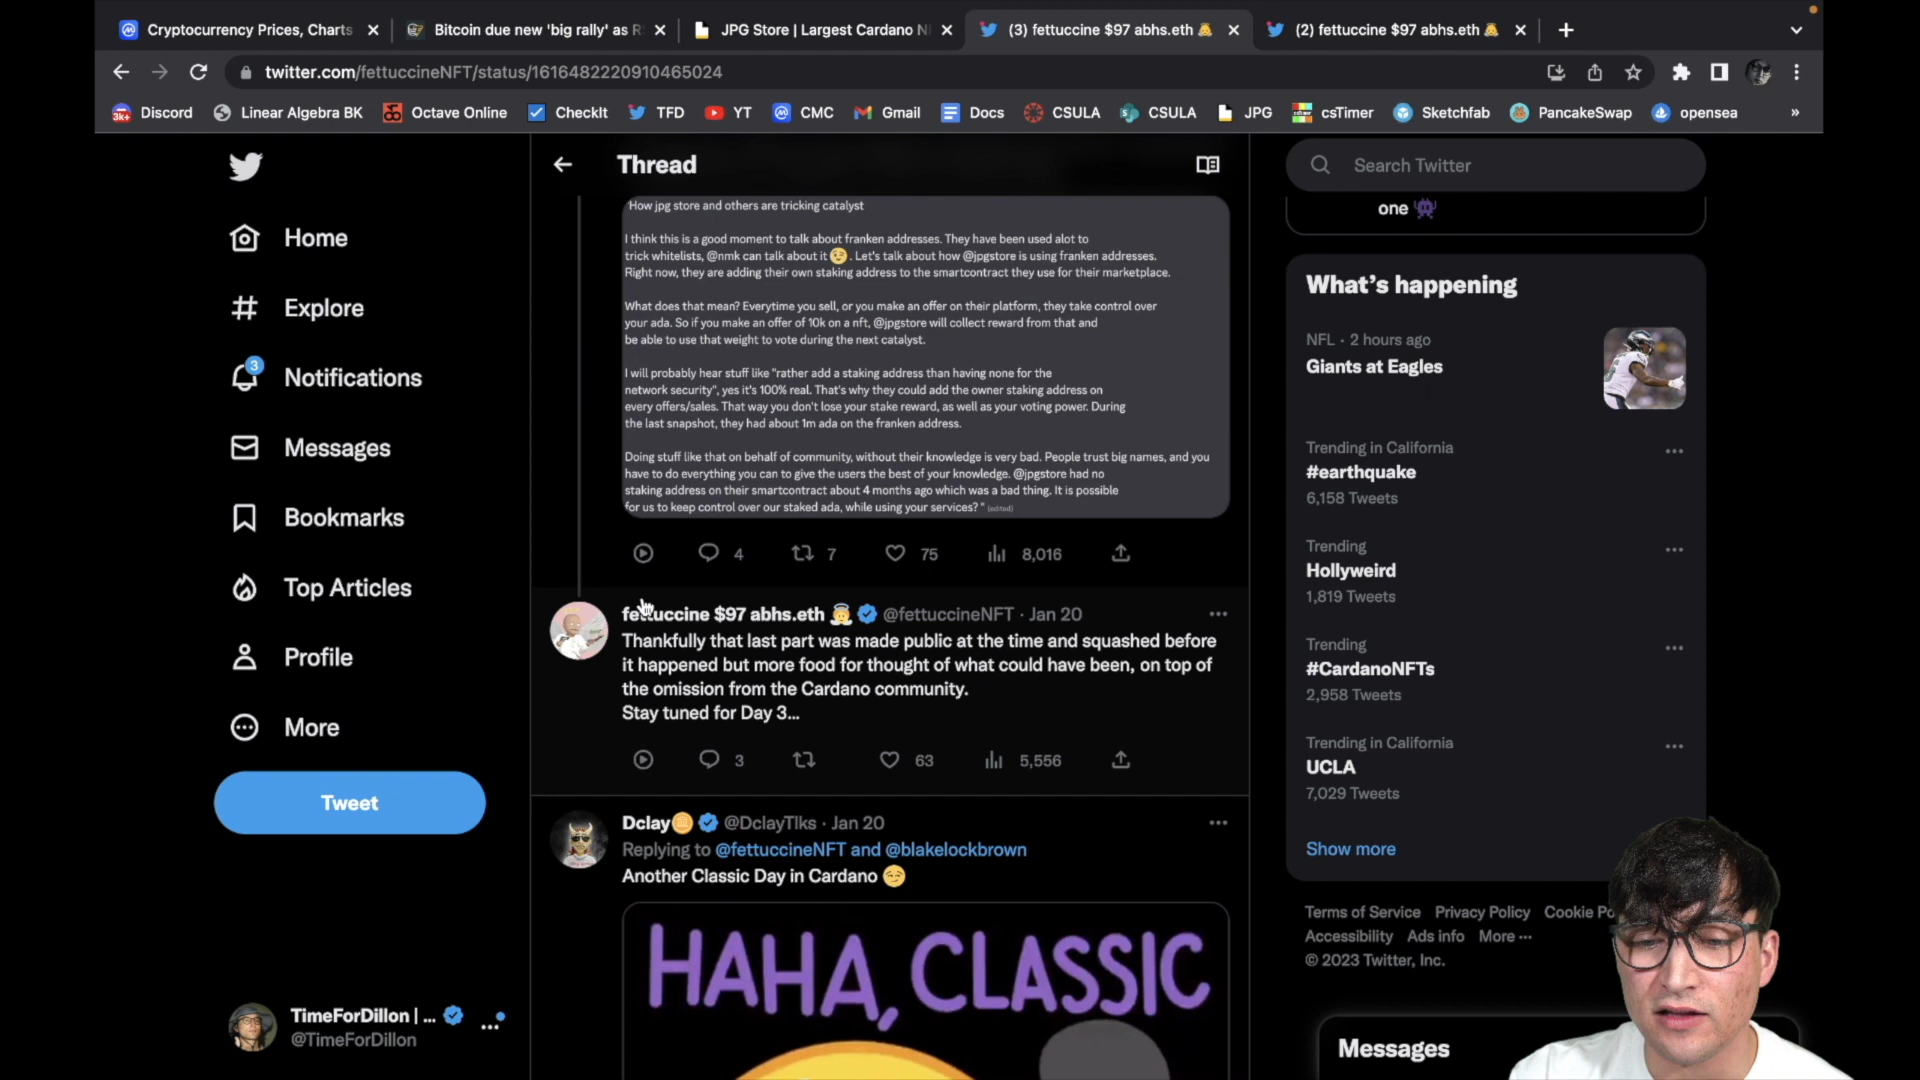 Cryptocurrency Prices, Charts
Bitcoin due new 'big rally' as R
JPG Store | Largest Cardano N
(3) fettuccine $97 abhs.eth
(2) fettuccine $97 abhs.eth
twitter.com/fettuccineNFT/status/1616482220910465024
3k+ Discord
Linear Algebra BK
Octave Online
CheckIt
TFD
YT
CMC
Gmail
Docs
CSULA
CSULA
JPG
csTimer
Sketchfab
PancakeSwap
opensea
Home
Explore
3
Notifications
Messages
Bookmarks
Top Articles
Profile
More
Tweet
TimeForDillon | ...
@TimeForDillon
Thread
"How jpg store and others are tricking catalyst
I think this is a good moment to talk about franken addresses. They have been used alot to
trick whitelists, @nmk can talk about it 😉. Let's talk about how @jpgstore is using franken addresses.
Right now, they are adding their own staking address to the smartcontract they use for their marketplace.
What does that mean? Everytime you sell, or you make an offer on their platform, they take control over
your ada. So if you make an offer of 10k on a nft, @jpgstore will collect reward from that and
be able to use that weight to vote during the next catalyst.
I will probably hear stuff like "rather add a staking address than having none for the
network security", yes it's 100% real. That's why they could add the owner staking address on
every offers/sales. That way you don't lose your stake reward, as well as your voting power. During
the last snapshot, they had about 1m ada on the franken address.
Doing stuff like that on behalf of community, without their knowledge is very bad. People trust big names, and you
have to do everything you can to give the users the best of your knowledge. @jpgstore had no
staking address on their smartcontract about 4 months ago which was a bad thing. It is possible
for us to keep control over our staked ada, while using your services? " (edited)
4 7 75 8,016
fettuccine $97 abhs.eth @fettuccineNFT · Jan 20
Thankfully that last part was made public at the time and squashed before
it happened but more food for thought of what could have been, on top of
the omission from the Cardano community.
Stay tuned for Day 3...
3 63 5,556
Dclay @DclayTlks · Jan 20
Replying to @fettuccineNFT and @blakelockbrown
Another Classic Day in Cardano 😏
HAHA, CLASSIC
Search Twitter
one
What's happening
NFL · 2 hours ago
Giants at Eagles
Trending in California
#earthquake
6,158 Tweets
Trending
Hollyweird
1,819 Tweets
Trending
#CardanoNFTs
2,958 Tweets
Trending in California
UCLA
7,029 Tweets
Show more
Terms of Service Privacy Policy Cookie Po
Accessibility Ads info More ···
© 2023 Twitter, Inc.
Messages